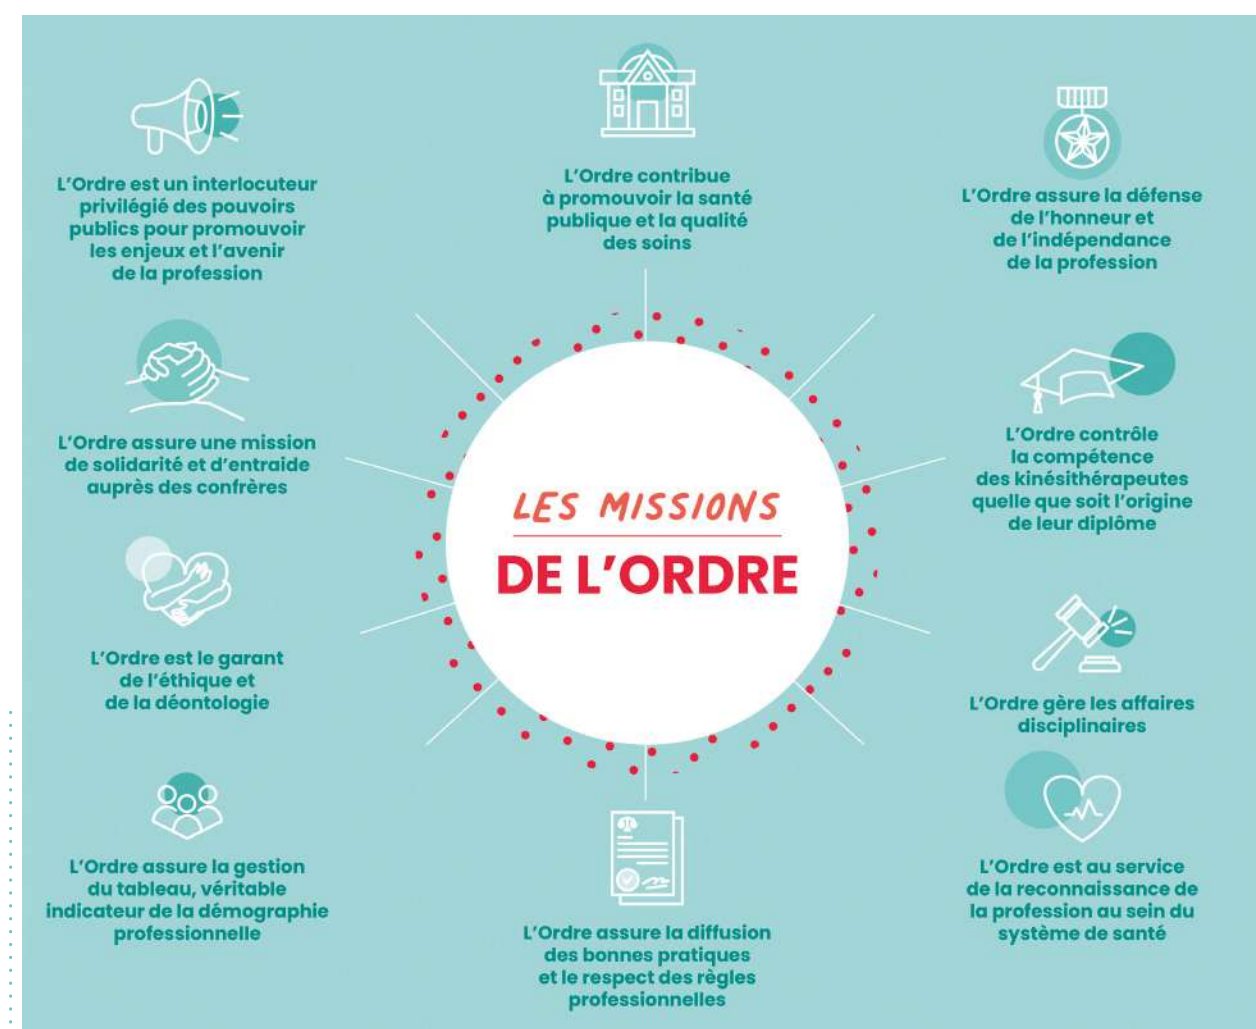 L'Ordre est un interlocuteur
privilégié des pouvoirs
publics pour promouvoir
les enjeux et l'avenir
de la profession
L'Ordre contribue
à promouvoir la santé
publique et la qualité
des soins
L'Ordre assure la défense
de l'honneur et
de l'indépendance
de la profession
L'Ordre assure une mission
de solidarité et d'entraide
auprès des confrères
L'Ordre contrôle
la compétence
des kinésithérapeutes
quelle que soit l'origine
de leur diplôme
LES MISSIONS
DE L'ORDRE
L'Ordre est le garant
de l'éthique et
de la déontologie
L'Ordre gère les affaires
disciplinaires
L'Ordre assure la gestion
du tableau, véritable
indicateur de la démographie
professionnelle
L'Ordre assure la diffusion
des bonnes pratiques
et le respect des règles
professionnelles
L'Ordre est au service
de la reconnaissance de
la profession au sein du
système de santé